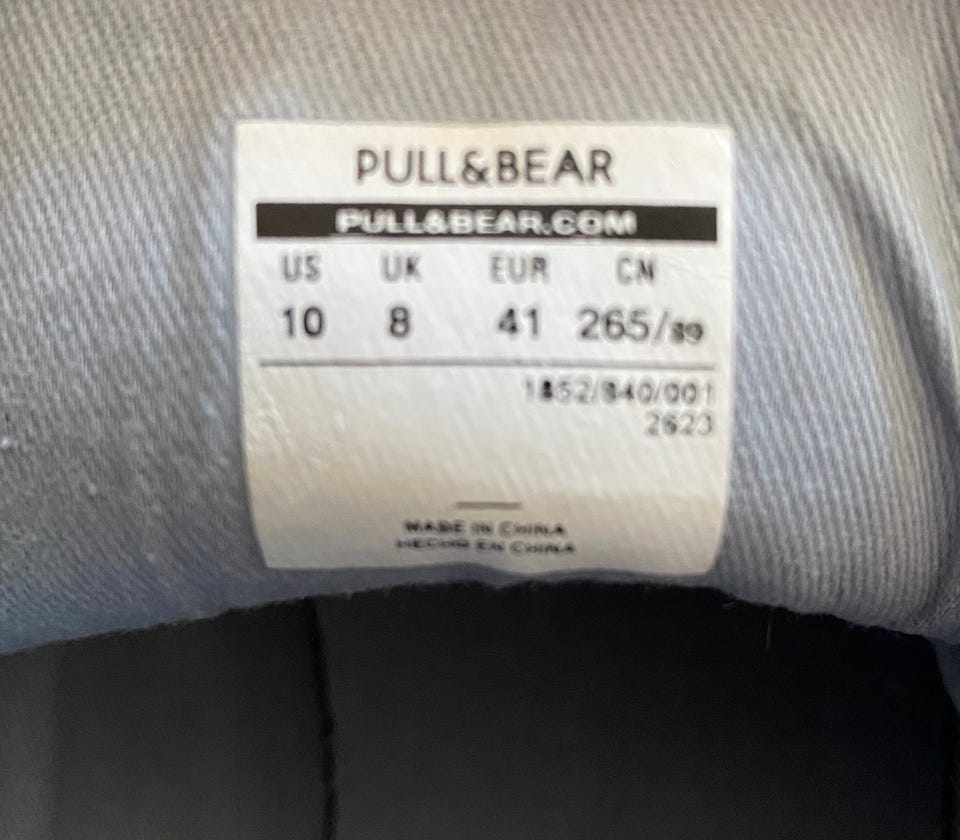 PULL&BEAR
PULL&BEAR.COM
US UK EUR CN
10 8 41 265/89
1852/840/001
2623
MADE IN CHINA
HECHO EN CHINA